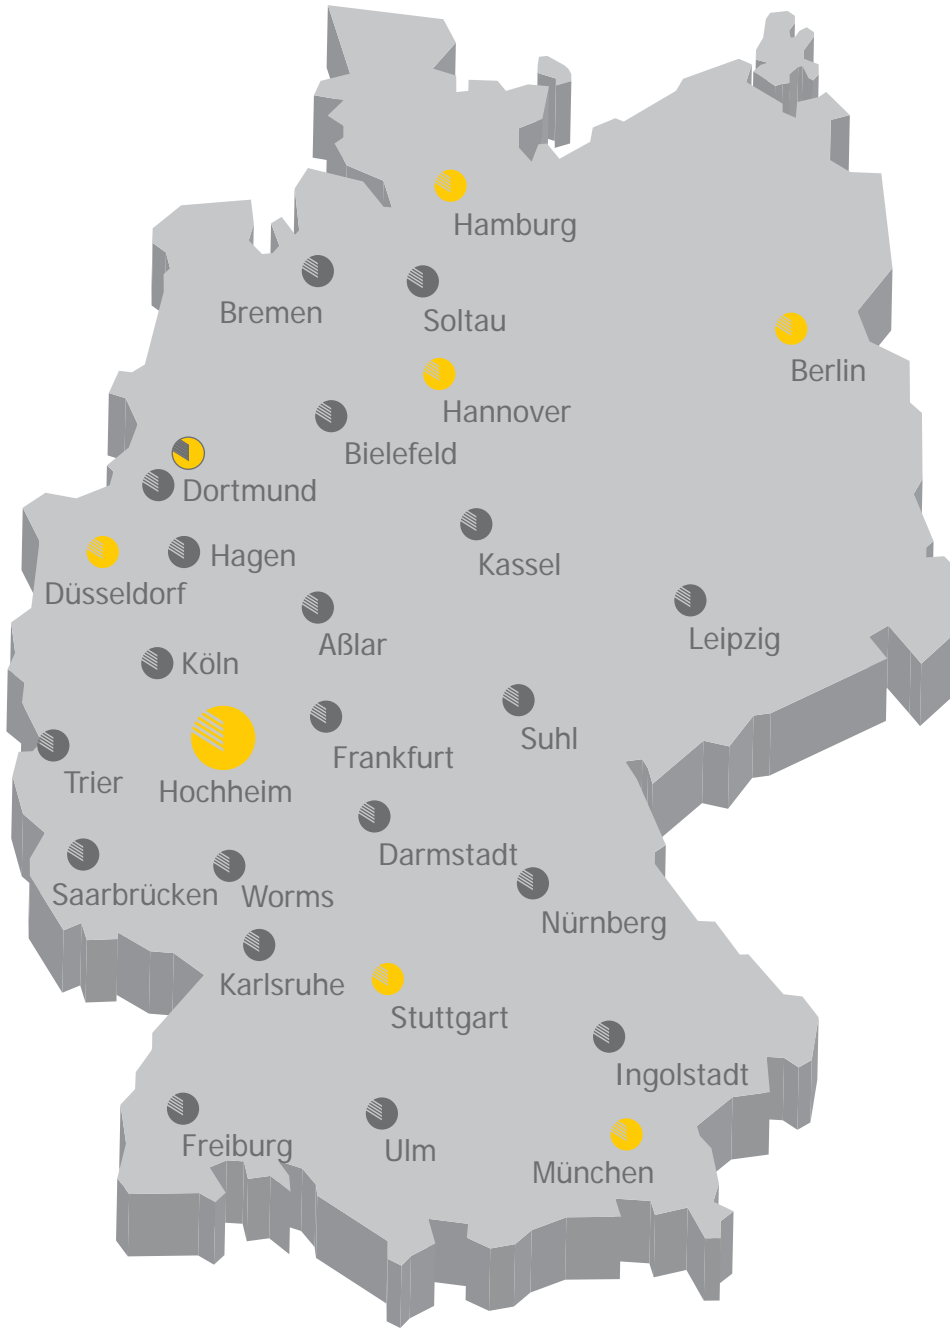 Hamburg
Bremen
Soltau
Berlin
Hannover
Bielefeld
Dortmund
Hagen
Kassel
Düsseldorf
Leipzig
Aßlar
Köln
Suhl
Frankfurt
Trier
Hochheim
Darmstadt
Saarbrücken
Worms
Nürnberg
Karlsruhe
Stuttgart
Ingolstadt
Freiburg
Ulm
München